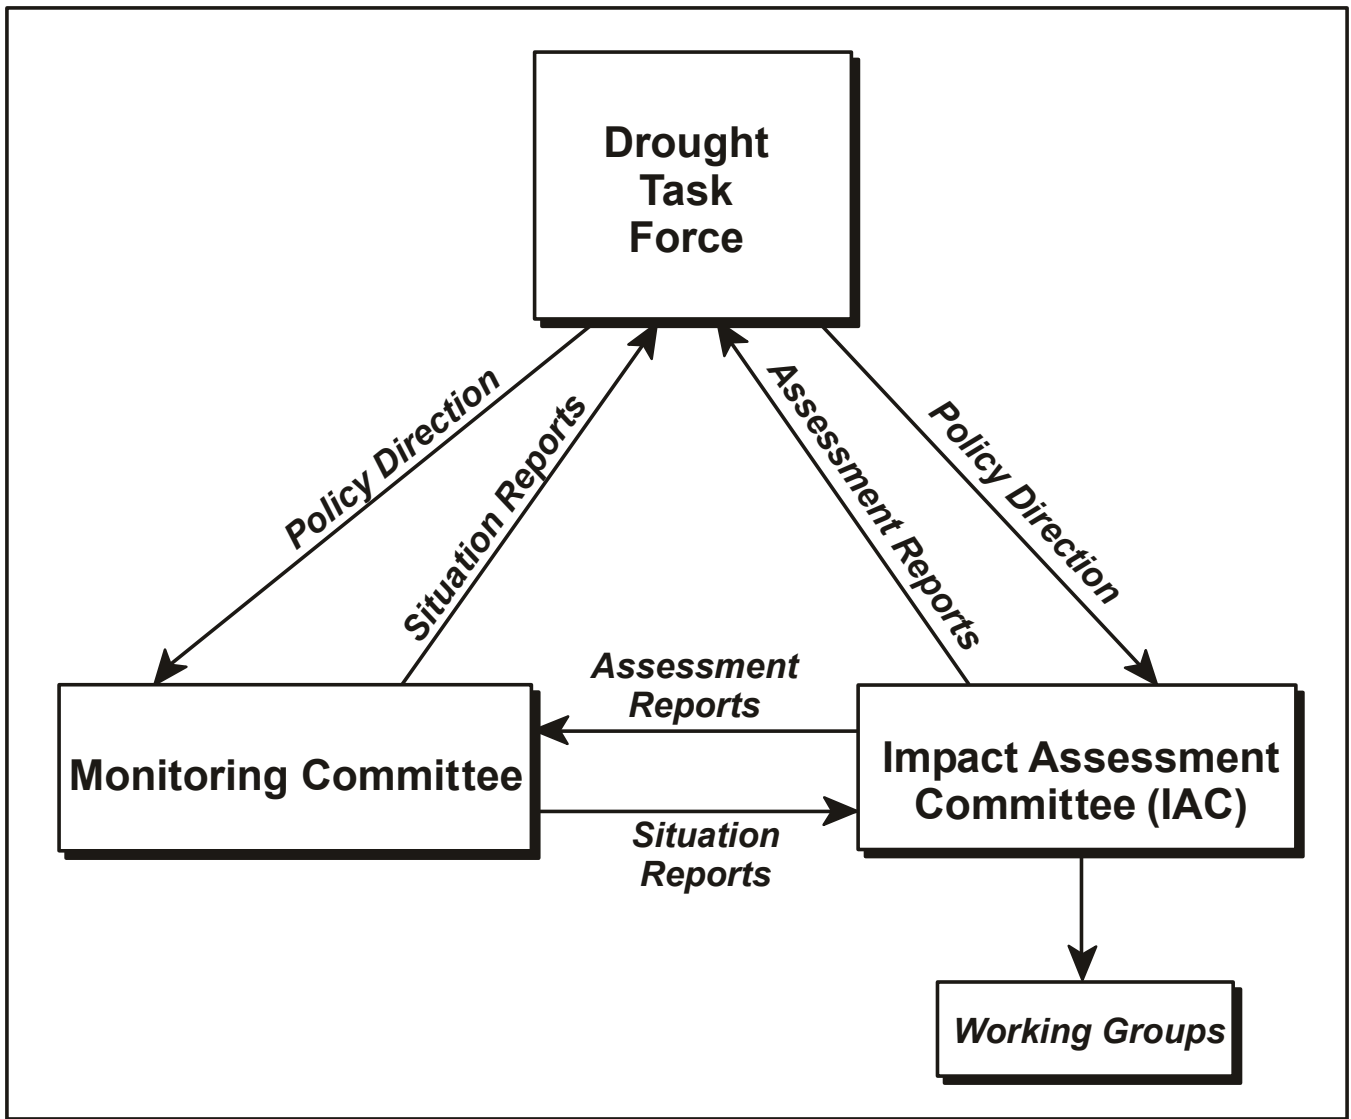 Drought
Task
Force
Policy Direction
Situation Reports
Assessment Reports
Policy Direction
Assessment
Reports
Monitoring Committee
Impact Assessment
Committee (IAC)
Situation
Reports
Working Groups